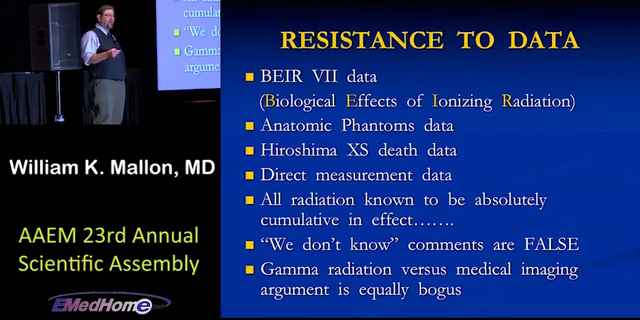 cumulative
"We don
Gamma
argument
William K. Mallon, MD
AAEM 23rd Annual
Scientific Assembly
EMedHome
RESISTANCE TO DATA
BEIR VII data
(Biological Effects of Ionizing Radiation)
Anatomic Phantoms data
Hiroshima XS death data
Direct measurement data
All radiation known to be absolutely
cumulative in effect…….
"We don't know" comments are FALSE
Gamma radiation versus medical imaging
argument is equally bogus